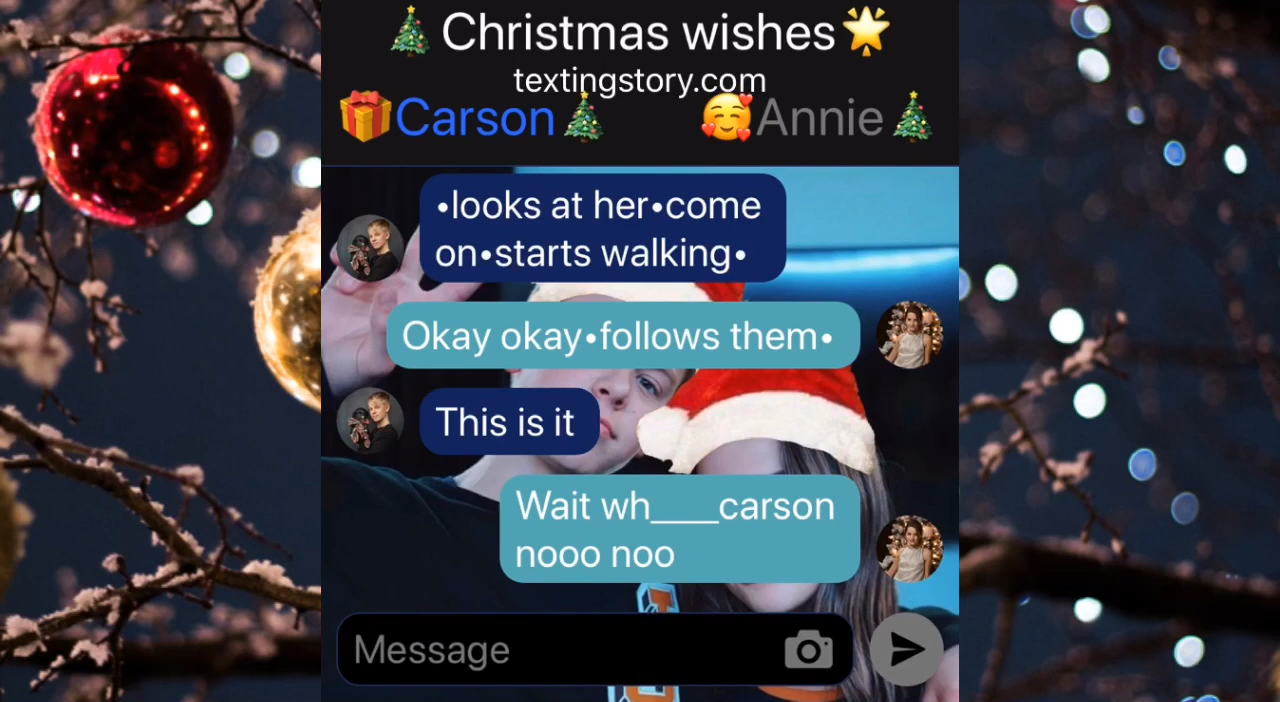 🎄Christmas wishes🌟
textingstory.com
🎁Carson🎄 🥰Annie🎄
•looks at her•come
on•starts walking•
Okay okay•follows them•
This is it
Wait wh____carson
nooo noo
Message